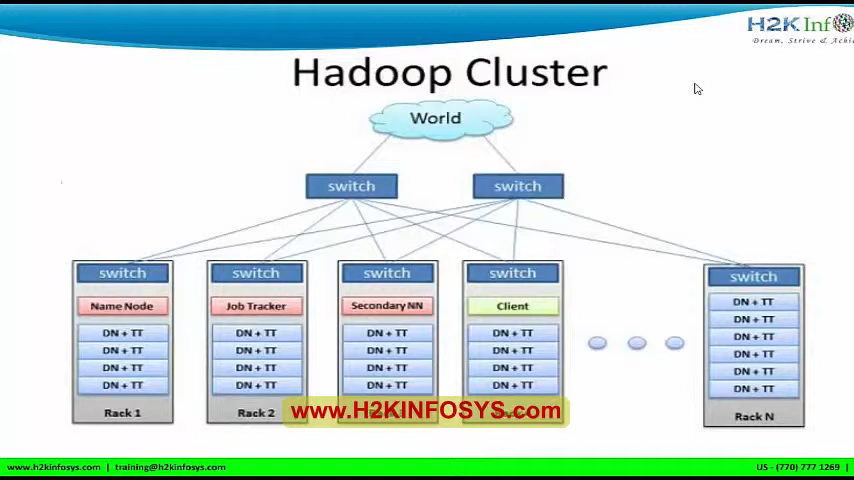 H2K Inf
Dream, Strive & Achi
Hadoop Cluster
World
switch switch
switch switch switch switch switch
Name Node Job Tracker Secondary NN Client DN + TT
DN + TT DN + TT DN + TT DN + TT DN + TT
DN + TT DN + TT DN + TT DN + TT DN + TT
DN + TT DN + TT DN + TT DN + TT DN + TT
DN + TT DN + TT DN + TT DN + TT DN + TT
DN + TT
Rack 1 Rack 2 Rack N
www.H2KINFOSYS.com
www.h2kinfosys.com | training@h2kinfosys.com US - (770) 777 1269 |